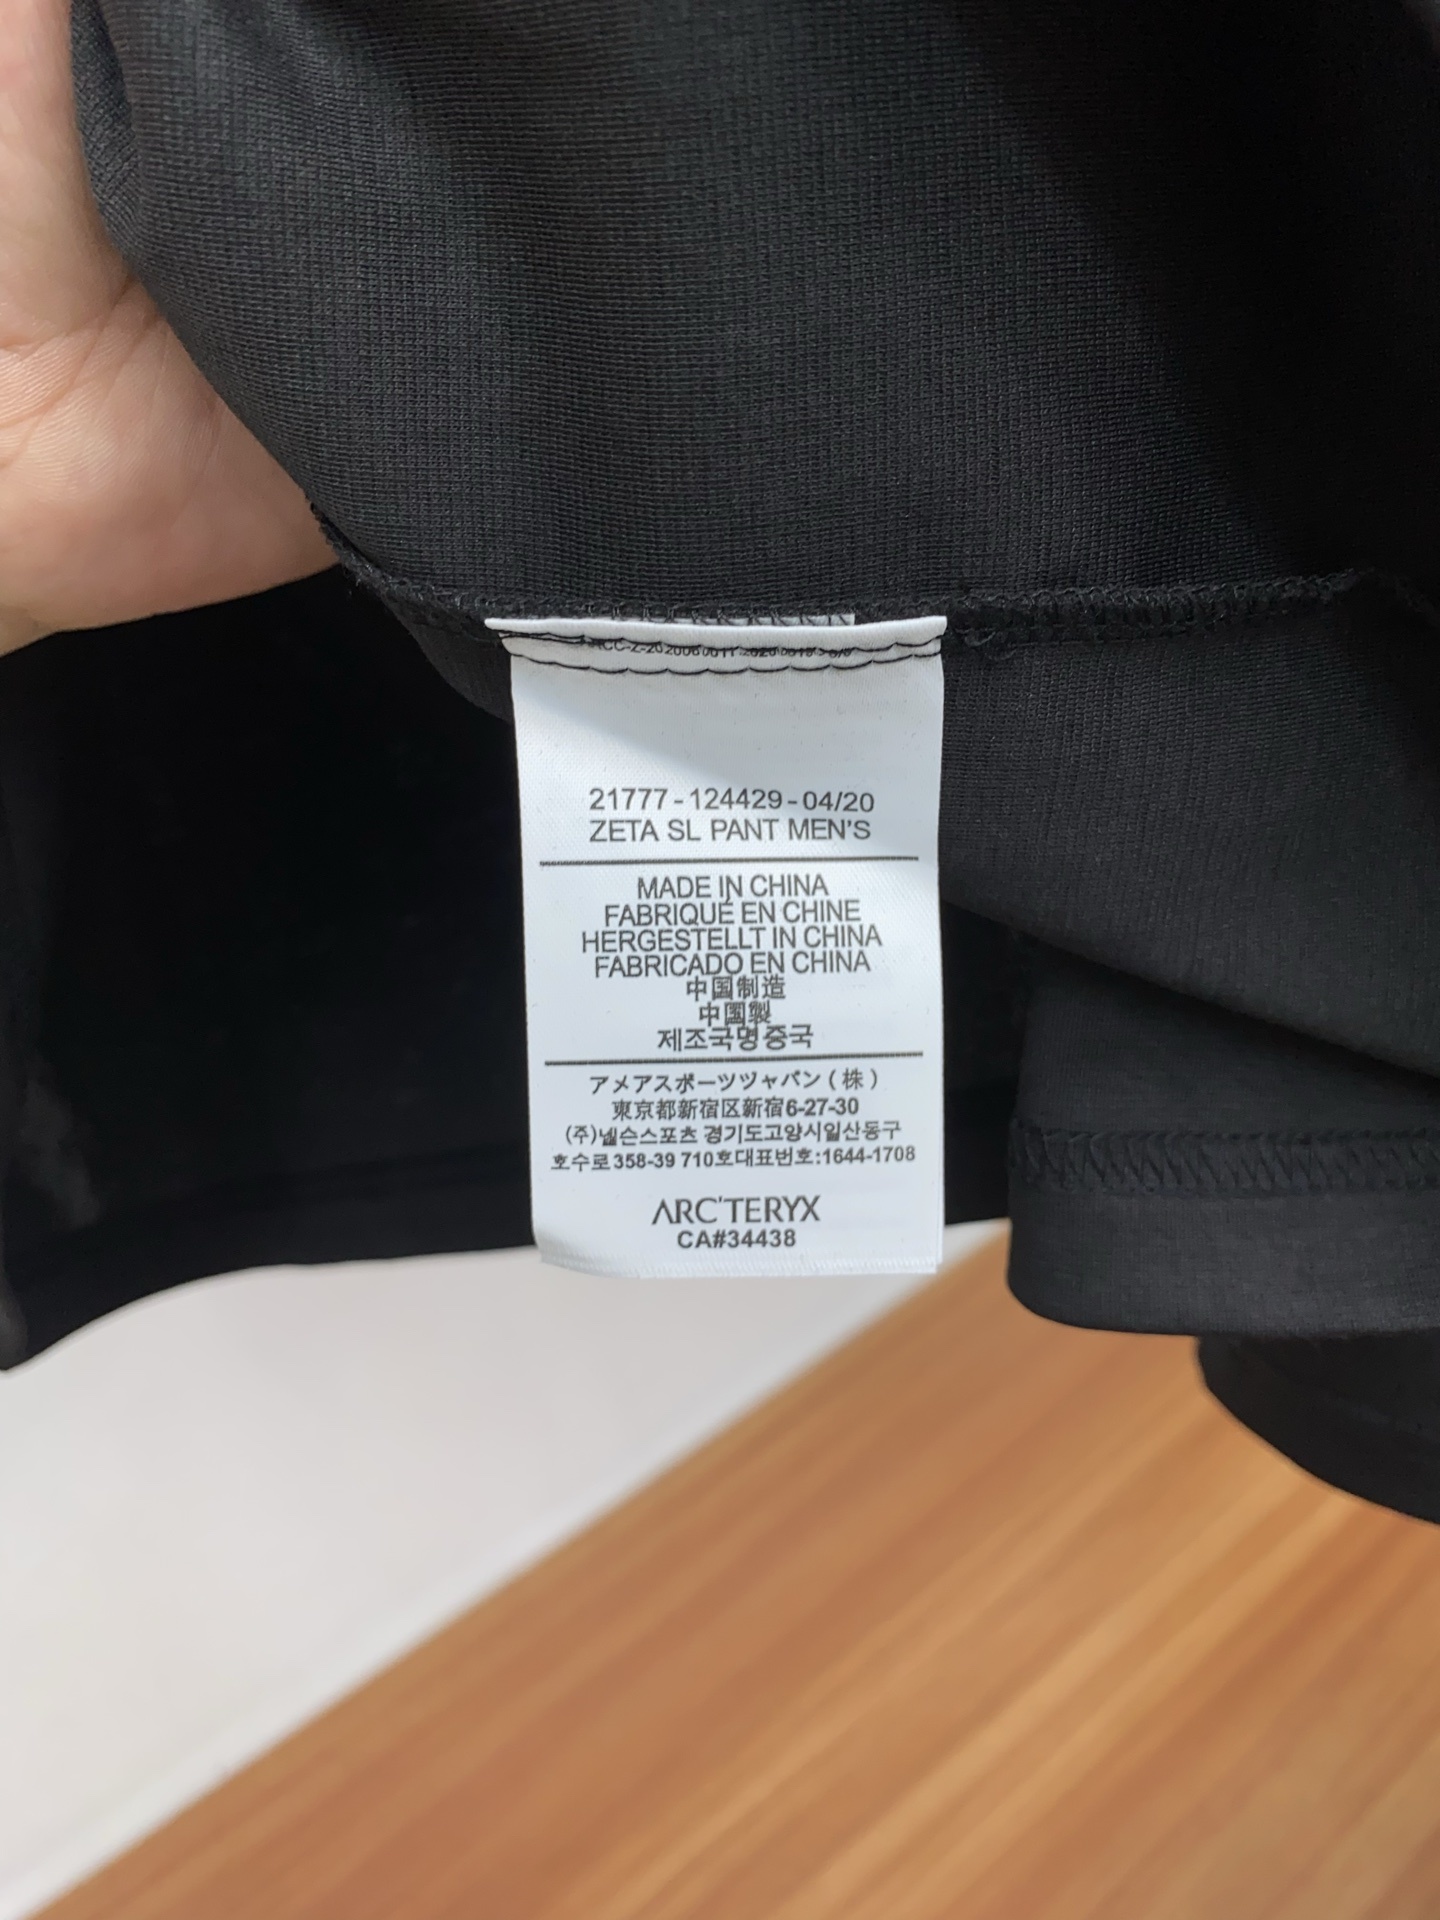 21777-124429-04/20
ZETA SL PANT MEN'S
MADE IN CHINA
FABRIQUÉ EN CHINE
HERGESTELLT IN CHINA
FABRICADO EN CHINA
中国制造
中国製
제조국명중국
アメアスポーツヅャパン(株)
東京都新宿区新宿6-27-30
(주)넬슨스포츠 경기도고양시일산동구
호수로358-39 710호대표번호:1644-1708
ARC'TERYX
CA#34438